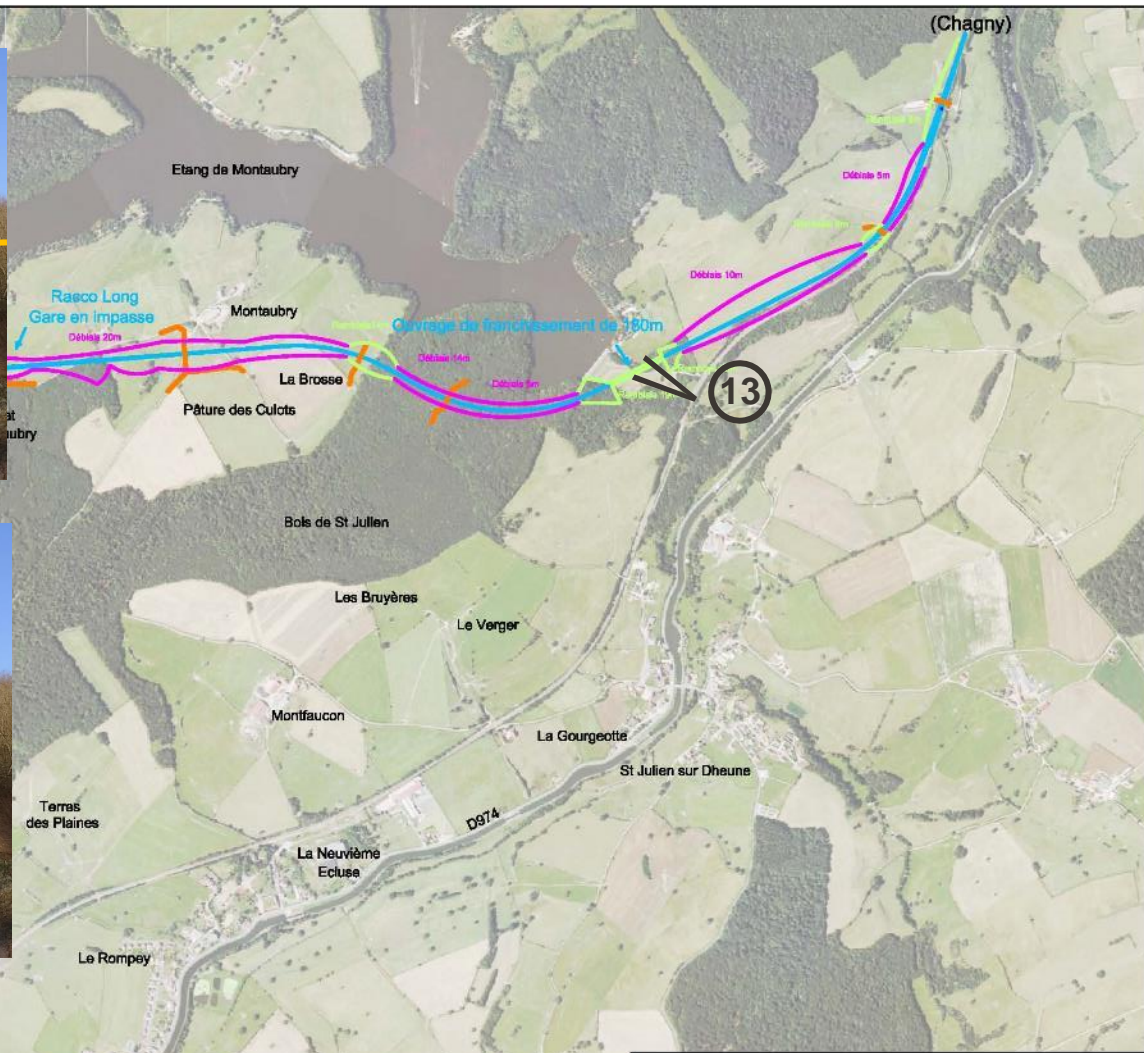 (Chagny)
Etang de Montaubry
Déblais 5m
Déblais 10m
Rasco Long
Gare en impasse
Déblais 20m
Montaubry
Ouvrage de franchissement de 180m
La Brosse
Déblais 14m
Déblais 5m
13
Pâture des Culots
Bois de St Julien
Les Bruyères
Le Verger
Montfaucon
La Gourgeotte
St Julien sur Dheune
Terres
des Plaines
D974
La Neuvième
Ecluse
Le Rompey